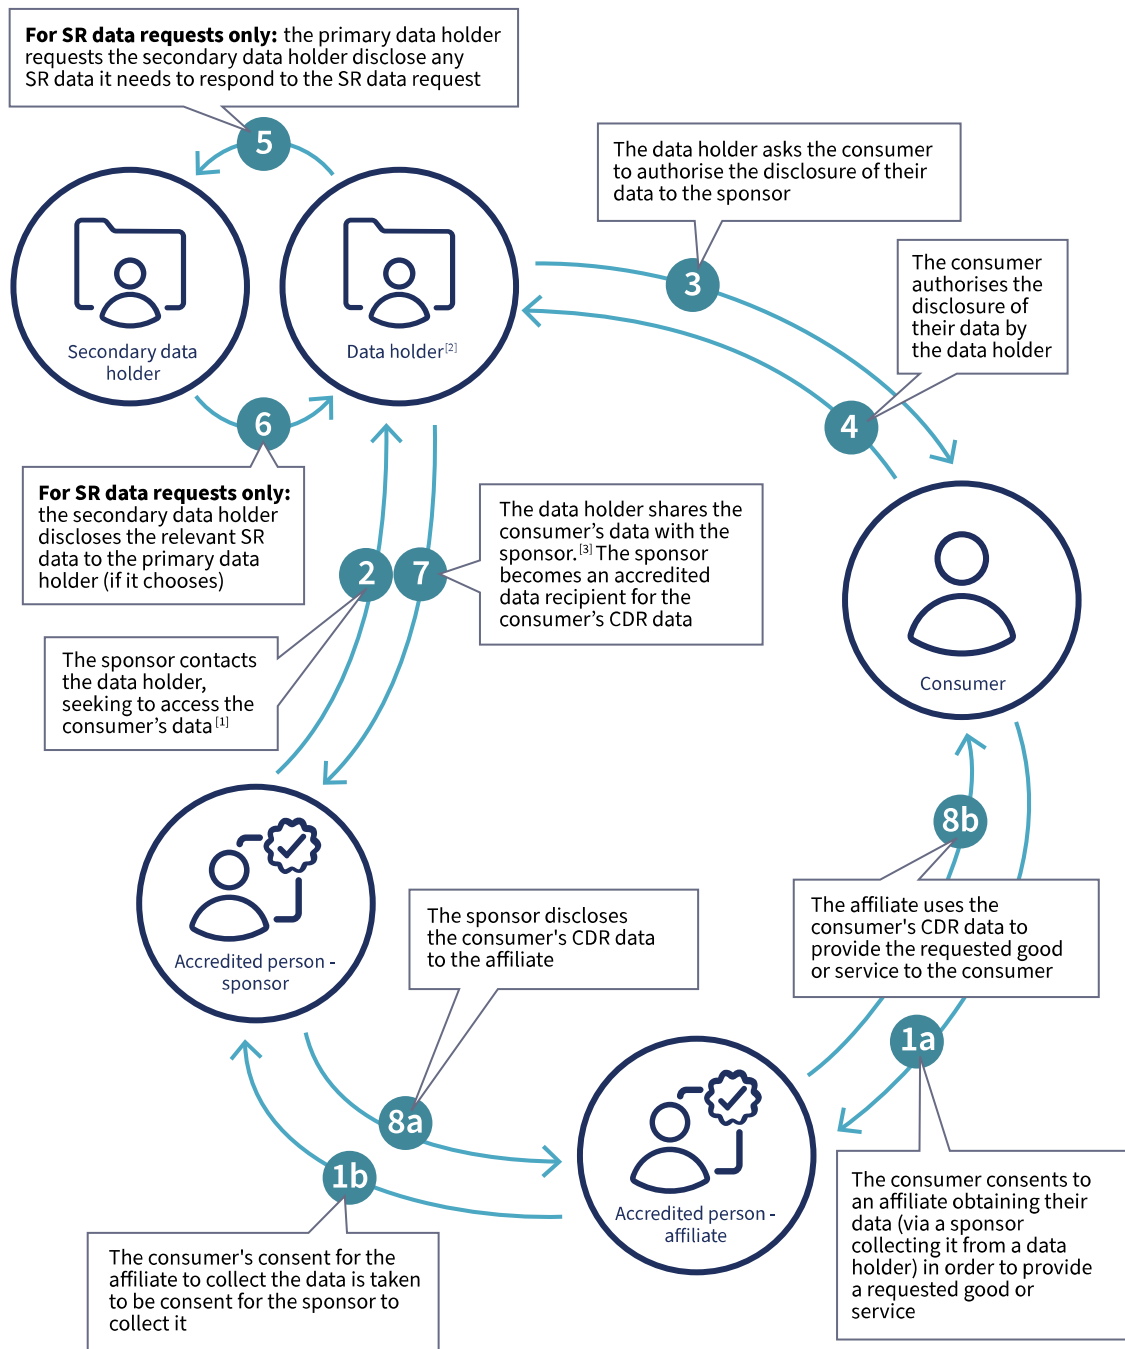 For SR data requests only: the primary data holder
requests the secondary data holder disclose any
SR data it needs to respond to the SR data request
5
The data holder asks the consumer
to authorise the disclosure of their
data to the sponsor
3
The consumer
authorises the
disclosure of
their data by
the data holder
4
Secondary data
holder
Data holder[2]
6
For SR data requests only:
the secondary data holder
discloses the relevant SR
data to the primary data
holder (if it chooses)
2
7
The data holder shares the
consumer’s data with the
sponsor.[3] The sponsor
becomes an accredited
data recipient for the
consumer’s CDR data
The sponsor contacts
the data holder,
seeking to access the
consumer’s data[1]
Consumer
8b
The affiliate uses the
consumer's CDR data to
provide the requested good
or service to the consumer
Accredited person -
sponsor
The sponsor discloses
the consumer's CDR data
to the affiliate
8a
1a
1b
Accredited person -
affiliate
The consumer consents to
an affiliate obtaining their
data (via a sponsor
collecting it from a data
holder) in order to provide
a requested good or
service
The consumer's consent for the
affiliate to collect the data is taken
to be consent for the sponsor to
collect it